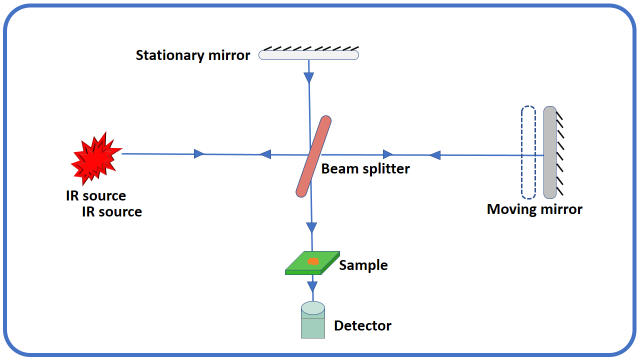 Stationary mirror
Beam splitter
IR source
IR source
Moving mirror
Sample
Detector